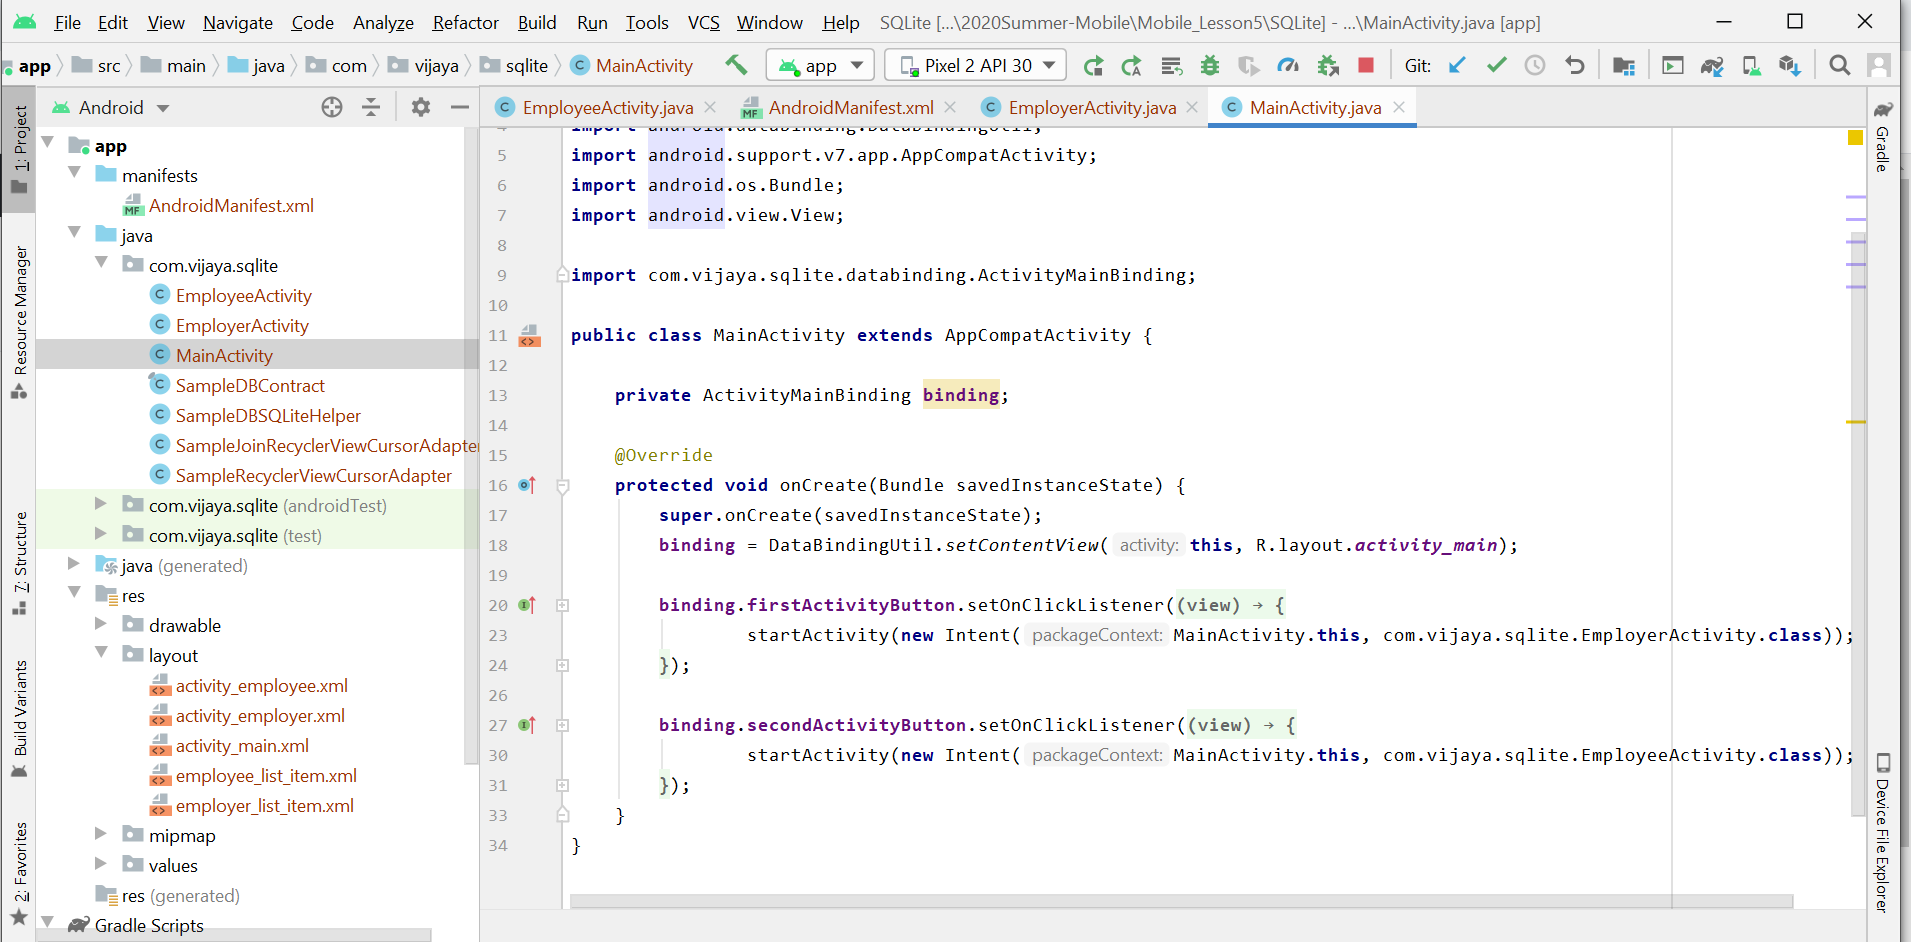 File Edit View Navigate Code Analyze Refactor Build Run Tools VCS Window Help SQLite [...\2020Summer-Mobile\Mobile_Lesson5\SQLite] - ...\MainActivity.java [app]
app src main java com vijaya sqlite MainActivity app Pixel 2 API 30 Git:
Android
EmployeeActivity.java AndroidManifest.xml EmployerActivity.java MainActivity.java
1: Project
Resource Manager
7: Structure
Build Variants
2: Favorites
app
manifests
AndroidManifest.xml
java
com.vijaya.sqlite
EmployeeActivity
EmployerActivity
MainActivity
SampleDBContract
SampleDBSQLiteHelper
SampleJoinRecyclerViewCursorAdapter
SampleRecyclerViewCursorAdapter
com.vijaya.sqlite (androidTest)
com.vijaya.sqlite (test)
java (generated)
res
drawable
layout
activity_employee.xml
activity_employer.xml
activity_main.xml
employee_list_item.xml
employer_list_item.xml
mipmap
values
res (generated)
Gradle Scripts
4 import android.databinding.DataBindingUtil;
5 import android.support.v7.app.AppCompatActivity;
6 import android.os.Bundle;
7 import android.view.View;
8
9 import com.vijaya.sqlite.databinding.ActivityMainBinding;
10
11 public class MainActivity extends AppCompatActivity {
12
13 private ActivityMainBinding binding;
14
15 @Override
16 protected void onCreate(Bundle savedInstanceState) {
17 super.onCreate(savedInstanceState);
18 binding = DataBindingUtil.setContentView( activity: this, R.layout.activity_main);
19
20 binding.firstActivityButton.setOnClickListener((view) → {
23 startActivity(new Intent( packageContext: MainActivity.this, com.vijaya.sqlite.EmployerActivity.class));
24 });
26
27 binding.secondActivityButton.setOnClickListener((view) → {
30 startActivity(new Intent( packageContext: MainActivity.this, com.vijaya.sqlite.EmployeeActivity.class));
31 });
33 }
34 }
Gradle
Device File Explorer